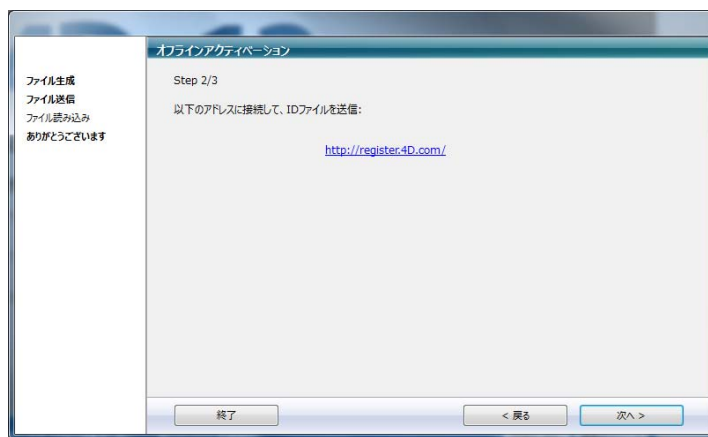 オフラインアクティベーション
ファイル生成
ファイル送信
ファイル読み込み
ありがとうございます
Step 2/3
以下のアドレスに接続して、IDファイルを送信:
http://register.4D.com/
終了
< 戻る
次へ >